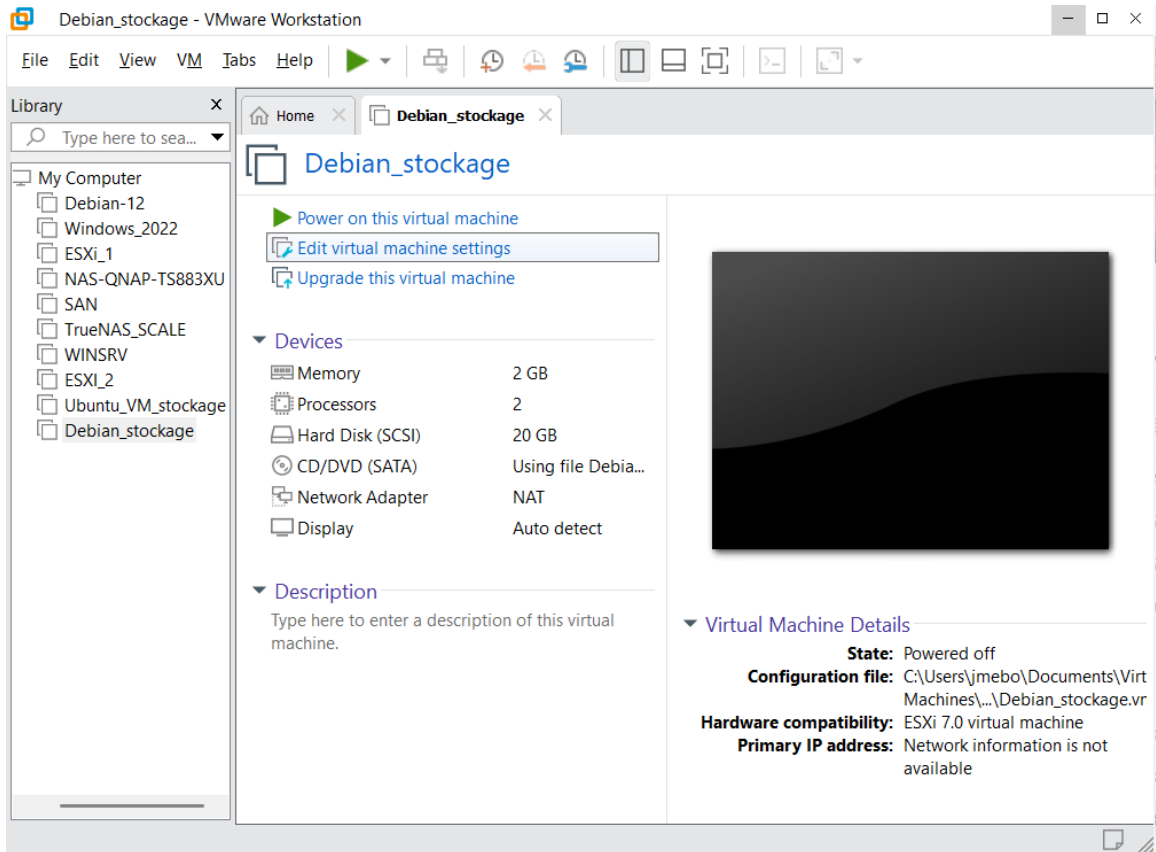 Debian_stockage - VMware Workstation
File Edit View VM Tabs Help
Library X
Type here to sea...
My Computer
Debian-12
Windows_2022
ESXi_1
NAS-QNAP-TS883XU
SAN
TrueNAS_SCALE
WINSRV
ESXI_2
Ubuntu_VM_stockage
Debian_stockage
Home Debian_stockage
Debian_stockage
Power on this virtual machine
Edit virtual machine settings
Upgrade this virtual machine
Devices
Memory 2 GB
Processors 2
Hard Disk (SCSI) 20 GB
CD/DVD (SATA) Using file Debia...
Network Adapter NAT
Display Auto detect
Description
Type here to enter a description of this virtual
machine.
Virtual Machine Details
State: Powered off
Configuration file: C:\Users\jmebo\Documents\Virt
Machines\...\Debian_stockage.vr
Hardware compatibility: ESXi 7.0 virtual machine
Primary IP address: Network information is not
available